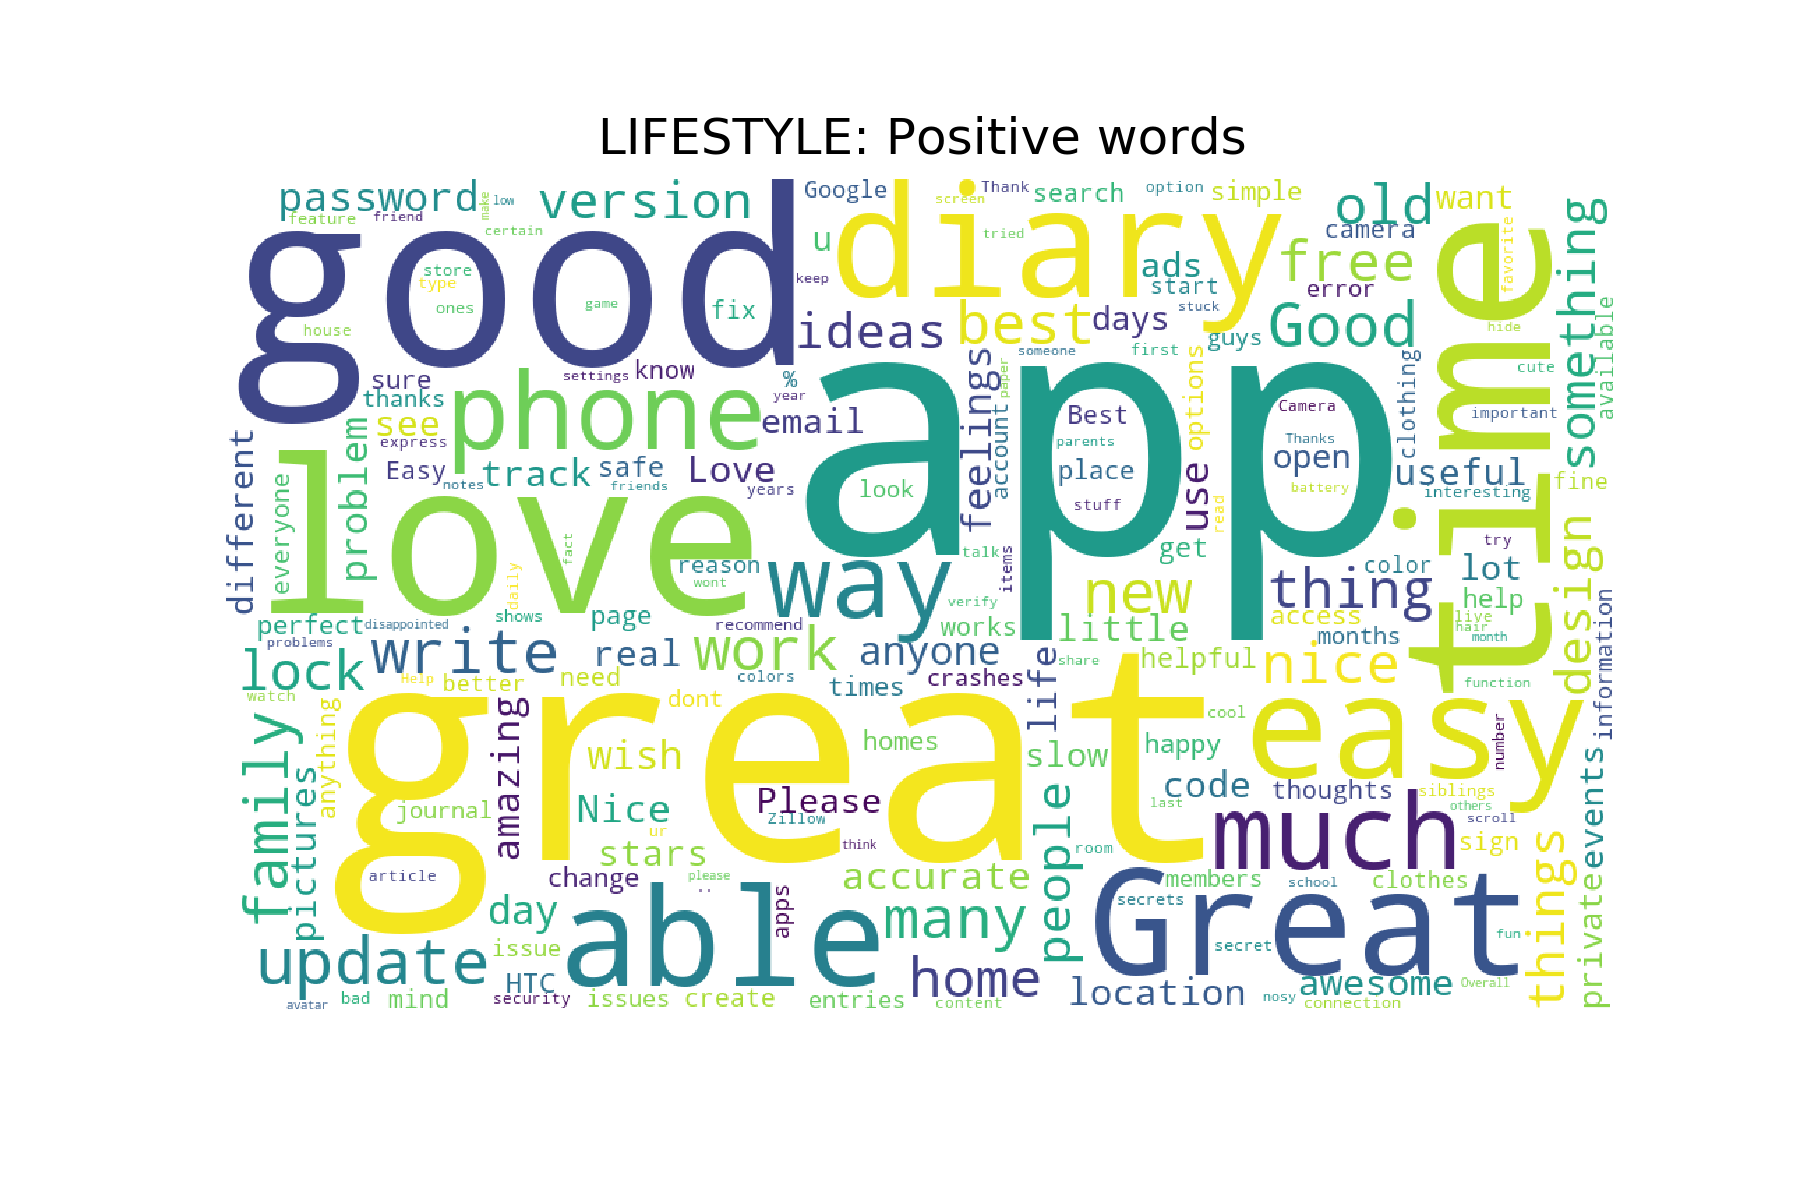 LIFESTYLE: Positive words
password
low
make
version
Google
screen
Thank
search
option
simple
old
want
feature
friend
certain
good
u
diary
tried
camera
free
favorite
something
store
type
ones
game
fix
keep
ads
start
error
stuck
house
ideas
best
days
guys
Good
hide
time
available
sure
settings
know
%
year
someone
first
options
clothing
cute
thanks
see
phone
email
feelings
paper
account
Best
Camera
important
express
problem
different
Easy
notes
track
safe
friends
Love
years
app
look
parents
place
stuff
use
read
Thanks
open
battery
useful
interesting
fine
everyone
love
fact
daily
reason
wont
way
talk
items
get
try
color
lot
design
shows
page
verify
new
thing
help
perfect
disappointed
problems
recommend
works
little
access
live
hair
month
months
information
lock
write
real
work
anyone
life
share
helpful
nice
function
watch
Help
better
need
colors
times
crashes
dont
great
cool
easy
family
anything
amazing
wish
homes
slow
happy
number
pictures
journal
Nice
Please
Zillow
ur
code
thoughts
siblings
last
others
scroll
people
much
events
stars
think
room
sign
things
article
change
please
..
accurate
members
school
clothes
private
apps
secrets
day
able
many
Great
secret
fun
update
issue
HTC
home
location
awesome
Overall
nosy
avatar
bad
mind
security
issues
create
entries
content
connection